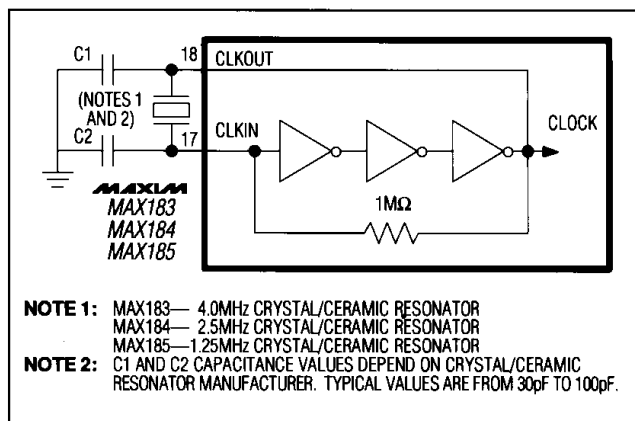 C1
18
CLKOUT
(NOTES 1
AND 2)
CLOCK
C2
17
CLKIN
MAXIM
MAX183
MAX184
MAX185
1MΩ
NOTE 1: MAX183— 4.0MHz CRYSTAL/CERAMIC RESONATOR
MAX184— 2.5MHz CRYSTAL/CERAMIC RESONATOR
MAX185—1.25MHz CRYSTAL/CERAMIC RESONATOR
NOTE 2: C1 AND C2 CAPACITANCE VALUES DEPEND ON CRYSTAL/CERAMIC
RESONATOR MANUFACTURER. TYPICAL VALUES ARE FROM 30pF TO 100pF.